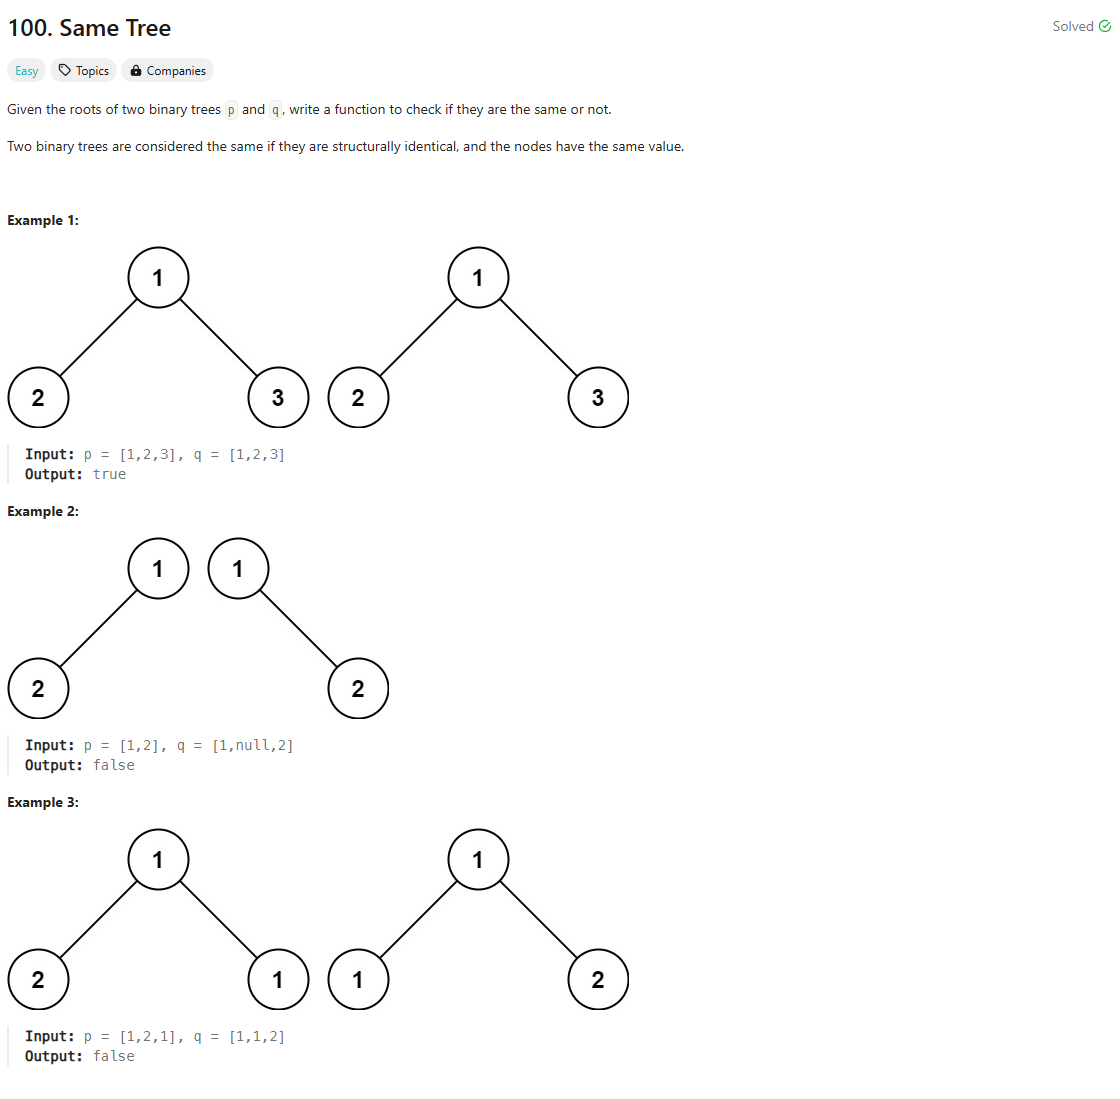 100. Same Tree
Solved
Easy Topics Companies
Given the roots of two binary trees p and q, write a function to check if they are the same or not.
Two binary trees are considered the same if they are structurally identical, and the nodes have the same value.
Example 1:
1 1
2 3 2 3
Input: p = [1,2,3], q = [1,2,3]
Output: true
Example 2:
1 1
2 2
Input: p = [1,2], q = [1,null,2]
Output: false
Example 3:
1 1
2 1 1 2
Input: p = [1,2,1], q = [1,1,2]
Output: false